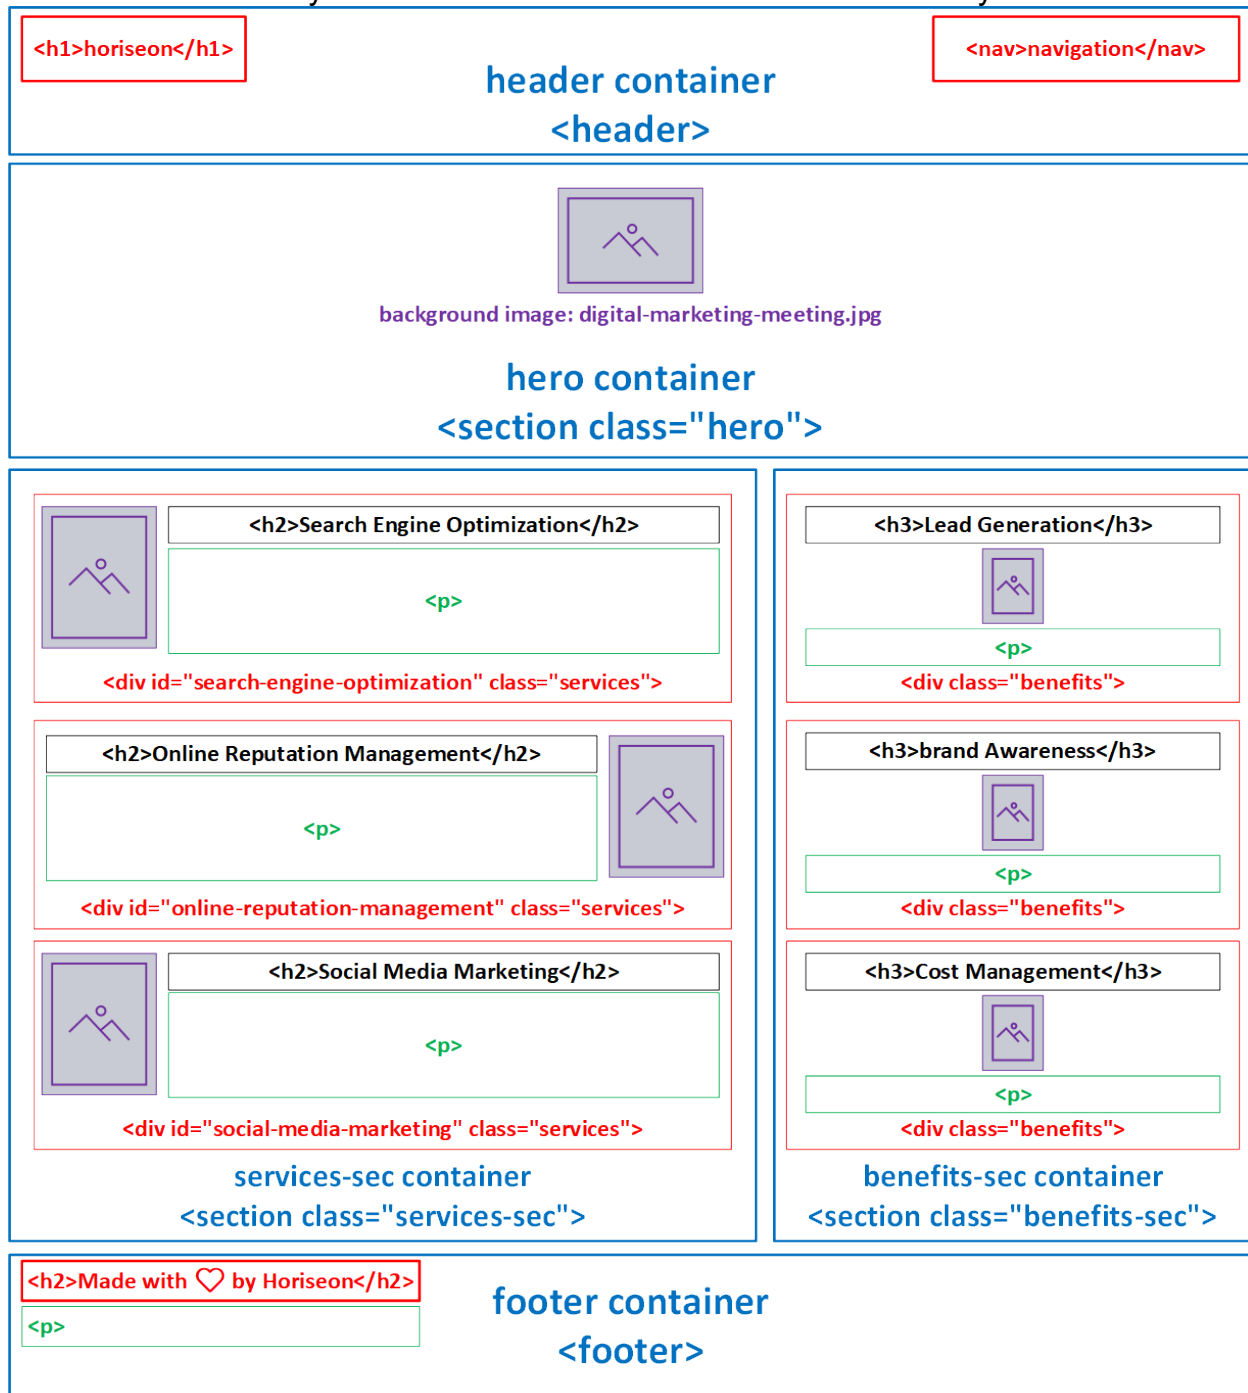 <h1>horiseon</h1>
<nav>navigation</nav>
header container
<header>
background image: digital-marketing-meeting.jpg
hero container
<section class="hero">
<h2>Search Engine Optimization</h2>
<p>
<div id="search-engine-optimization" class="services">
<h2>Online Reputation Management</h2>
<p>
<div id="online-reputation-management" class="services">
<h2>Social Media Marketing</h2>
<p>
<div id="social-media-marketing" class="services">
services-sec container
<section class="services-sec">
<h3>Lead Generation</h3>
<p>
<div class="benefits">
<h3>brand Awareness</h3>
<p>
<div class="benefits">
<h3>Cost Management</h3>
<p>
<div class="benefits">
benefits-sec container
<section class="benefits-sec">
<h2>Made with ♡ by Horiseon</h2>
<p>
footer container
<footer>